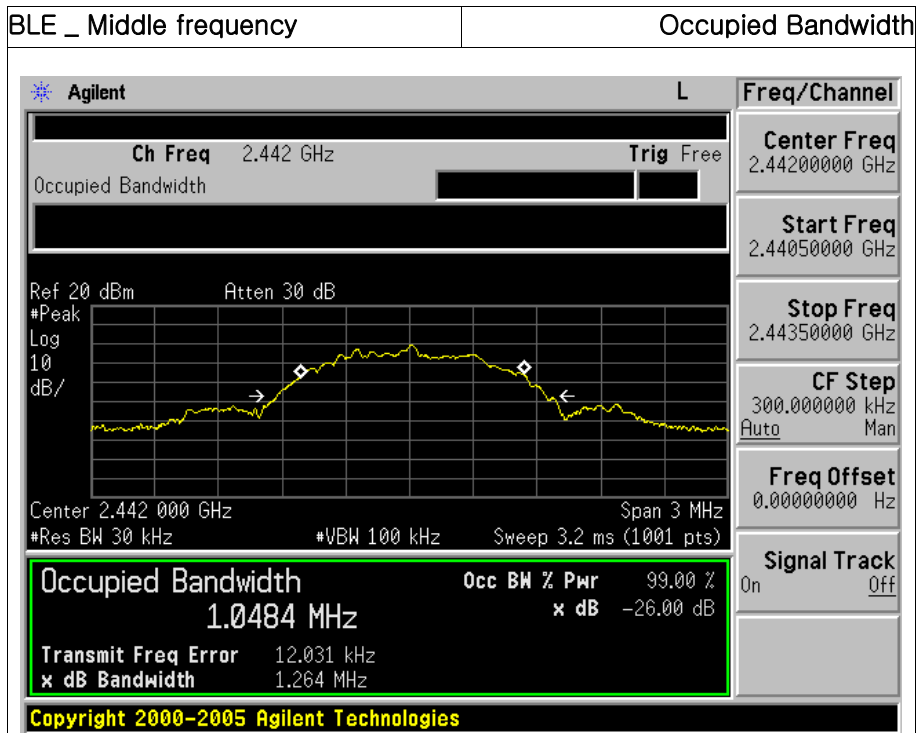 BLE _ Middle frequency Occupied Bandwidth
Agilent L Freq/Channel
Ch Freq 2.442 GHz Trig Free
Occupied Bandwidth
Center Freq
2.44200000 GHz
Start Freq
2.44050000 GHz
Stop Freq
2.44350000 GHz
CF Step
300.000000 kHz
Auto Man
Freq Offset
0.00000000 Hz
Signal Track
On Off
Ref 20 dBm Atten 30 dB
#Peak
Log
10
dB/
Center 2.442 000 GHz Span 3 MHz
#Res BW 30 kHz #VBW 100 kHz Sweep 3.2 ms (1001 pts)
Occupied Bandwidth Occ BW % Pwr 99.00 %
1.0484 MHz x dB -26.00 dB
Transmit Freq Error 12.031 kHz
x dB Bandwidth 1.264 MHz
Copyright 2000-2005 Agilent Technologies